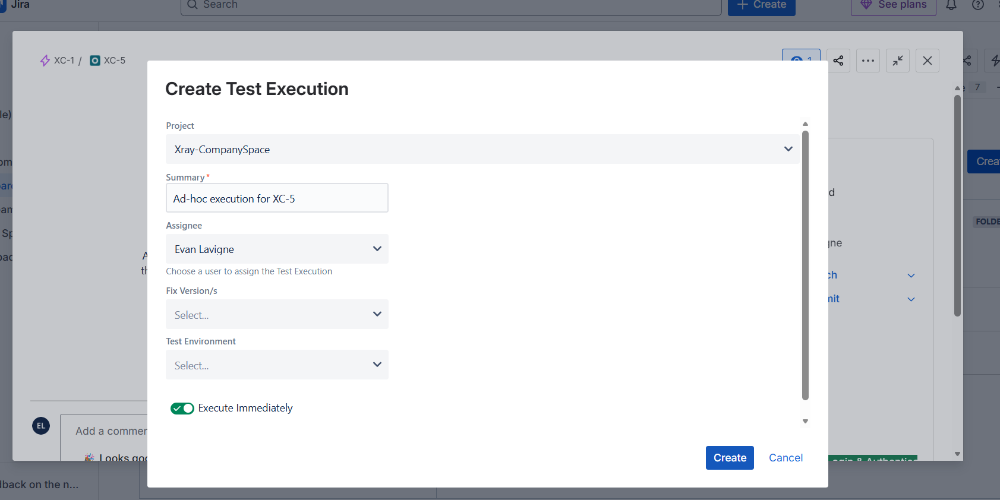 Jira
Search
Create
See plans
XC-1 / XC-5
1
7
Create Test Execution
Project
Xray-CompanySpace
Summary*
Ad-hoc execution for XC-5
Assignee
Evan Lavigne
Choose a user to assign the Test Execution
Fix Version/s
Select...
Test Environment
Select...
Execute Immediately
EL
Add a commen
Looks goo
Create
Cancel
dback on the n...
Crea
FOLDE